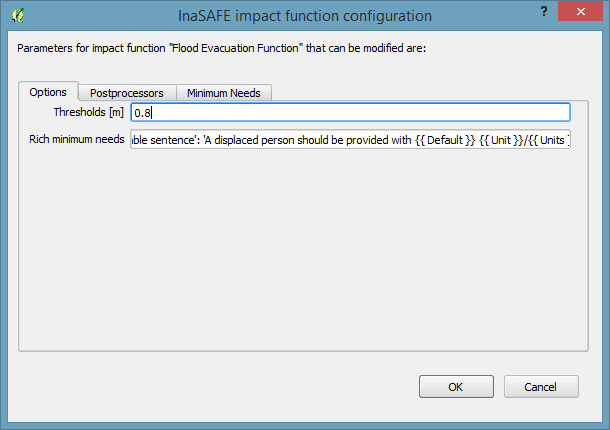 InaSAFE impact function configuration
?
Parameters for impact function "Flood Evacuation Function" that can be modified are:
Options Postprocessors Minimum Needs
Thresholds [m] 0.8
Rich minimum needs ble sentence': 'A displaced person should be provided with {{ Default }} {{ Unit }}/{{ Units }
OK Cancel